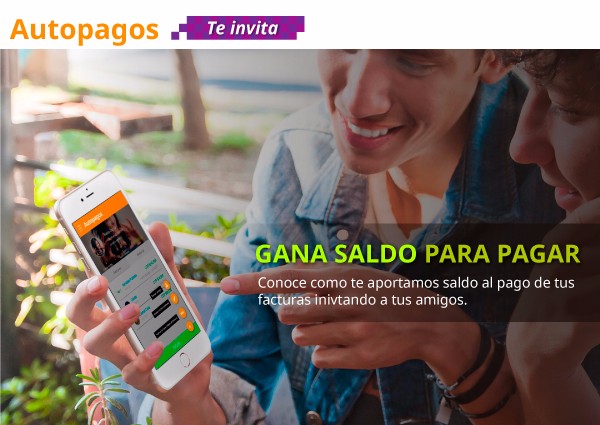 Autopagos Te invita
Autopagos
GANA SALDO PARA PAGAR
Conoce como te aportamos saldo al pago de tus
facturas inivtando a tus amigos.